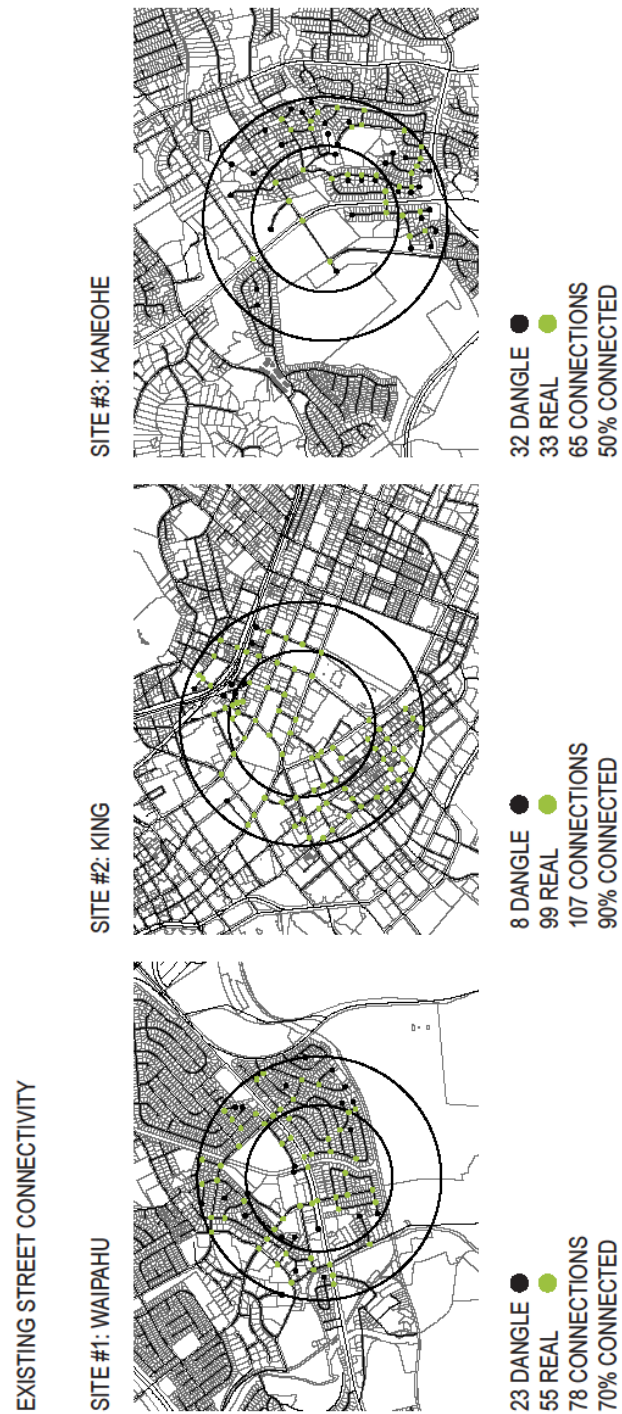 EXISTING STREET CONNECTIVITY
SITE #1: WAIPAHU
23 DANGLE
55 REAL
78 CONNECTIONS
70% CONNECTED
SITE #2: KING
8 DANGLE
99 REAL
107 CONNECTIONS
90% CONNECTED
SITE #3: KANEOHE
32 DANGLE
33 REAL
65 CONNECTIONS
50% CONNECTED